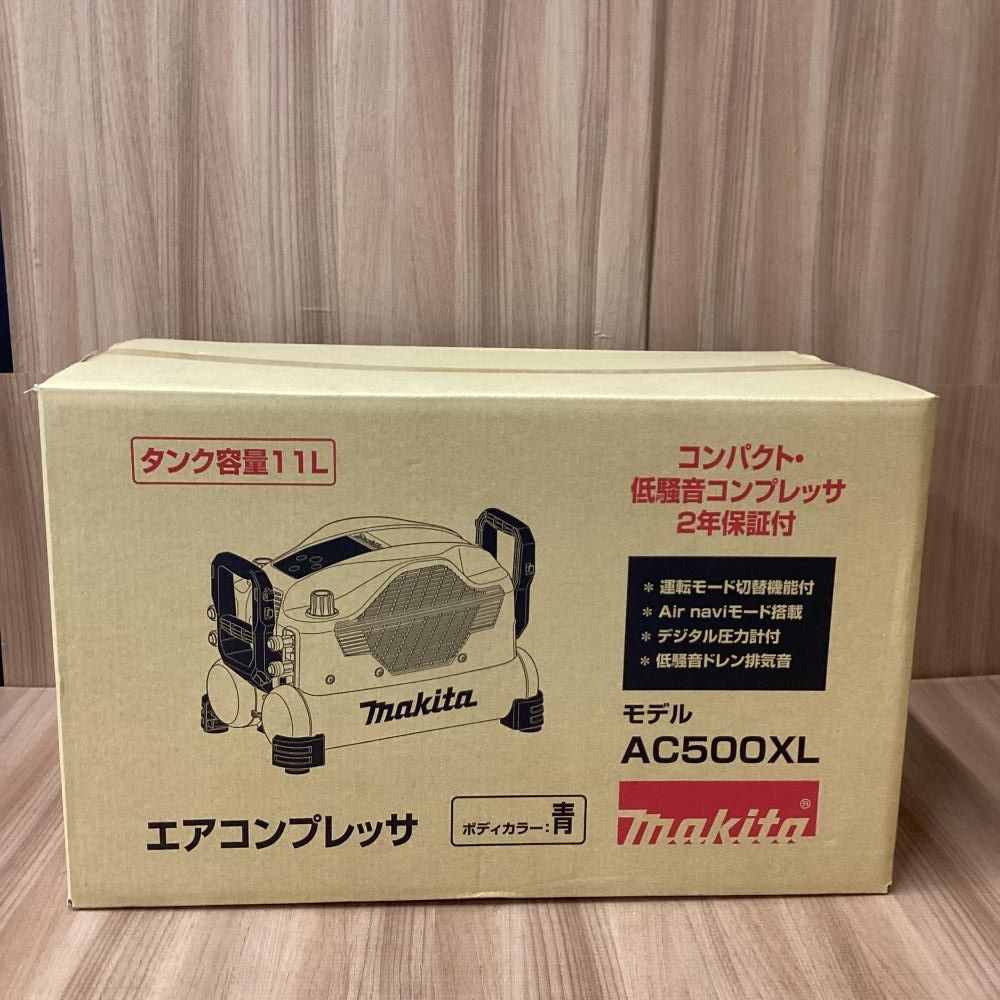 タンク容量11L
コンパクト・
低騒音コンプレッサ
2年保証付
* 運転モード切替機能付
* Air naviモード搭載
* デジタル圧力計付
* 低騒音ドレン排気音
makita
モデル
AC500XL
エアコンプレッサ
ボディカラー：青
makita®